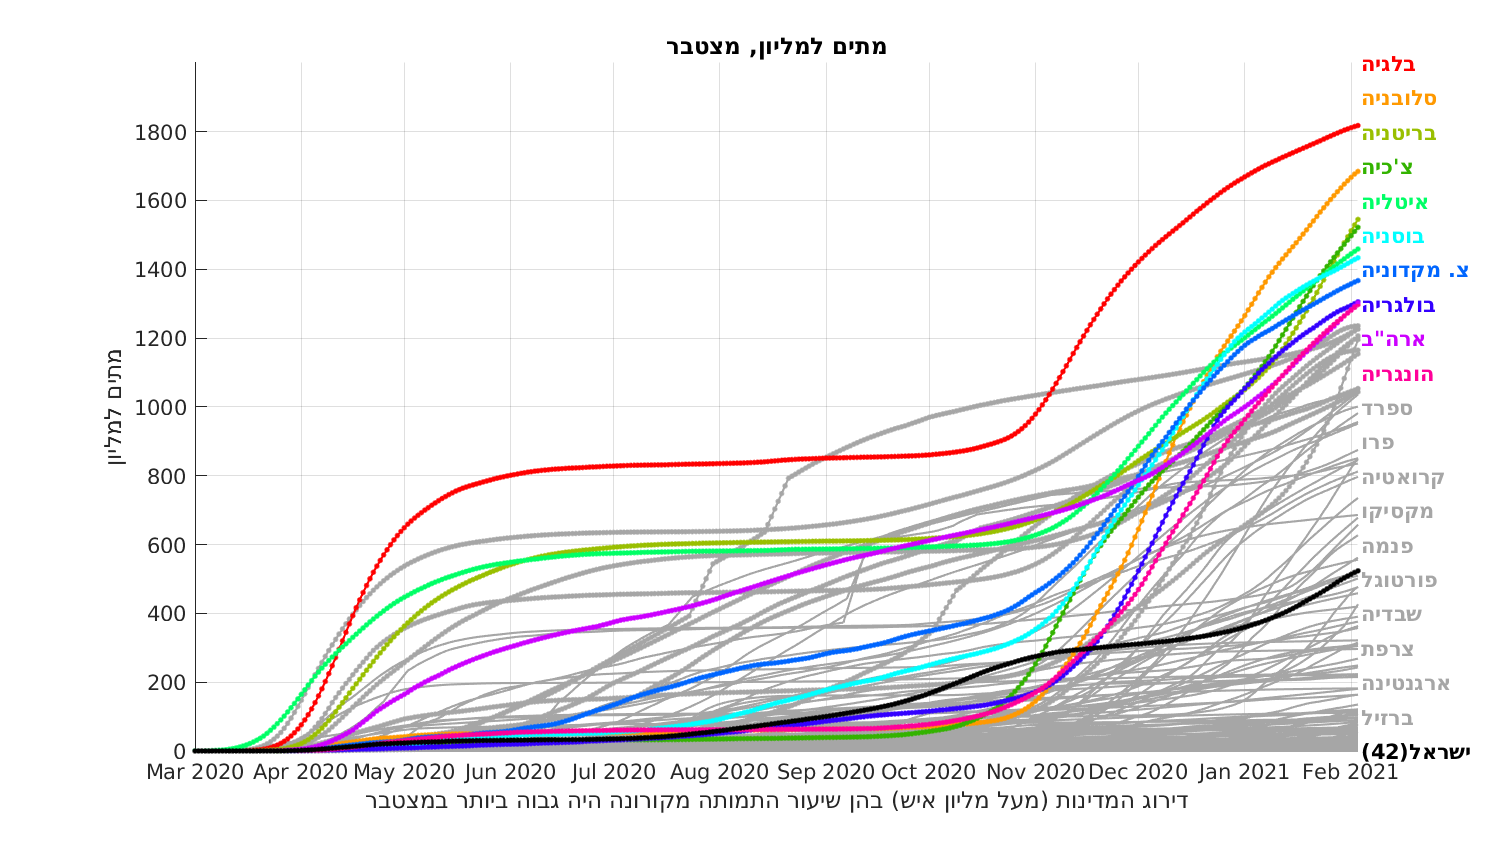 מתים למליון, מצטבר
מתים למליון
1800
1600
1400
1200
1000
800
600
400
200
0
Mar 2020 Apr 2020 May 2020 Jun 2020 Jul 2020 Aug 2020 Sep 2020 Oct 2020 Nov 2020 Dec 2020 Jan 2021 Feb 2021
דירוג המדינות (מעל מליון איש) בהן שיעור התמותה מקורונה היה גבוה ביותר במצטבר
בלגיה
סלובניה
בריטניה
צ'כיה
איטליה
בוסניה
צ. מקדוניה
בולגריה
ארה"ב
הונגריה
ספרד
פרו
קרואטיה
מקסיקו
פנמה
פורטוגל
שבדיה
צרפת
ארגנטינה
ברזיל
ישראל(42)